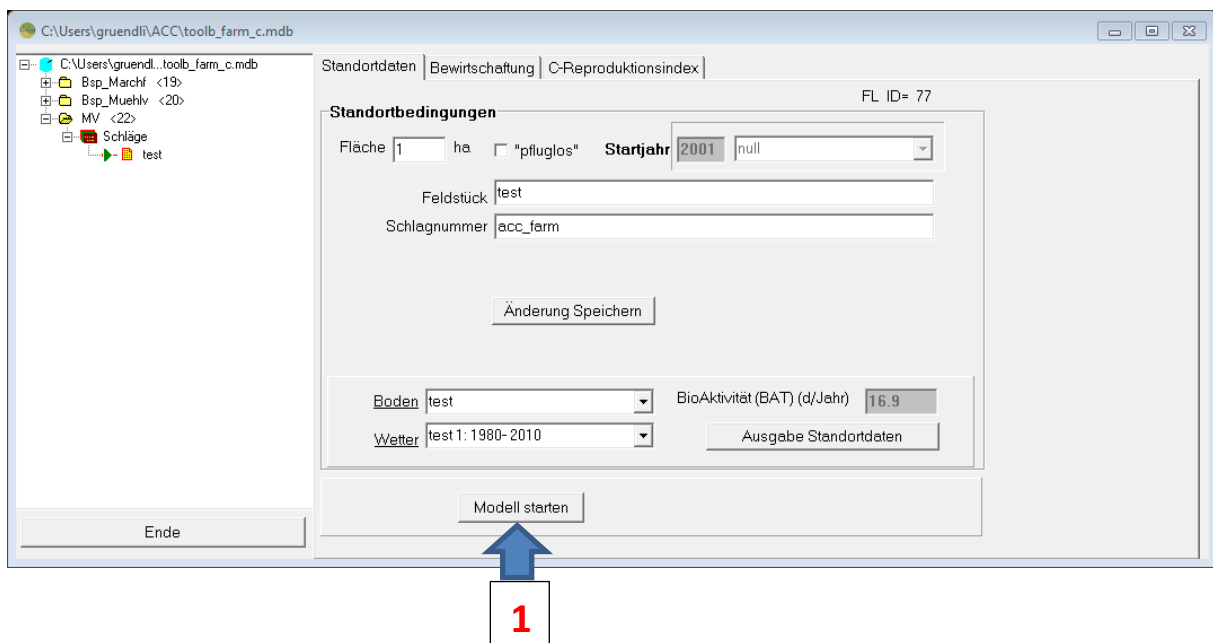 C:\Users\gruendli\ACC\toolb_farm_c.mdb
C:\Users\gruendl...toolb_farm_c.mdb
Bsp_Marchf <19>
Bsp_Muehlv <20>
MV <22>
Schläge
test
Ende
Standortdaten Bewirtschaftung C-Reproduktionsindex
FL ID= 77
Standortbedingungen
Fläche 1 ha "pfluglos" Startjahr 2001 null
Feldstück test
Schlagnummer acc_farm
Änderung Speichern
Boden test BioAktivität (BAT) (d/Jahr) 16.9
Wetter test 1: 1980- 2010 Ausgabe Standortdaten
Modell starten
1